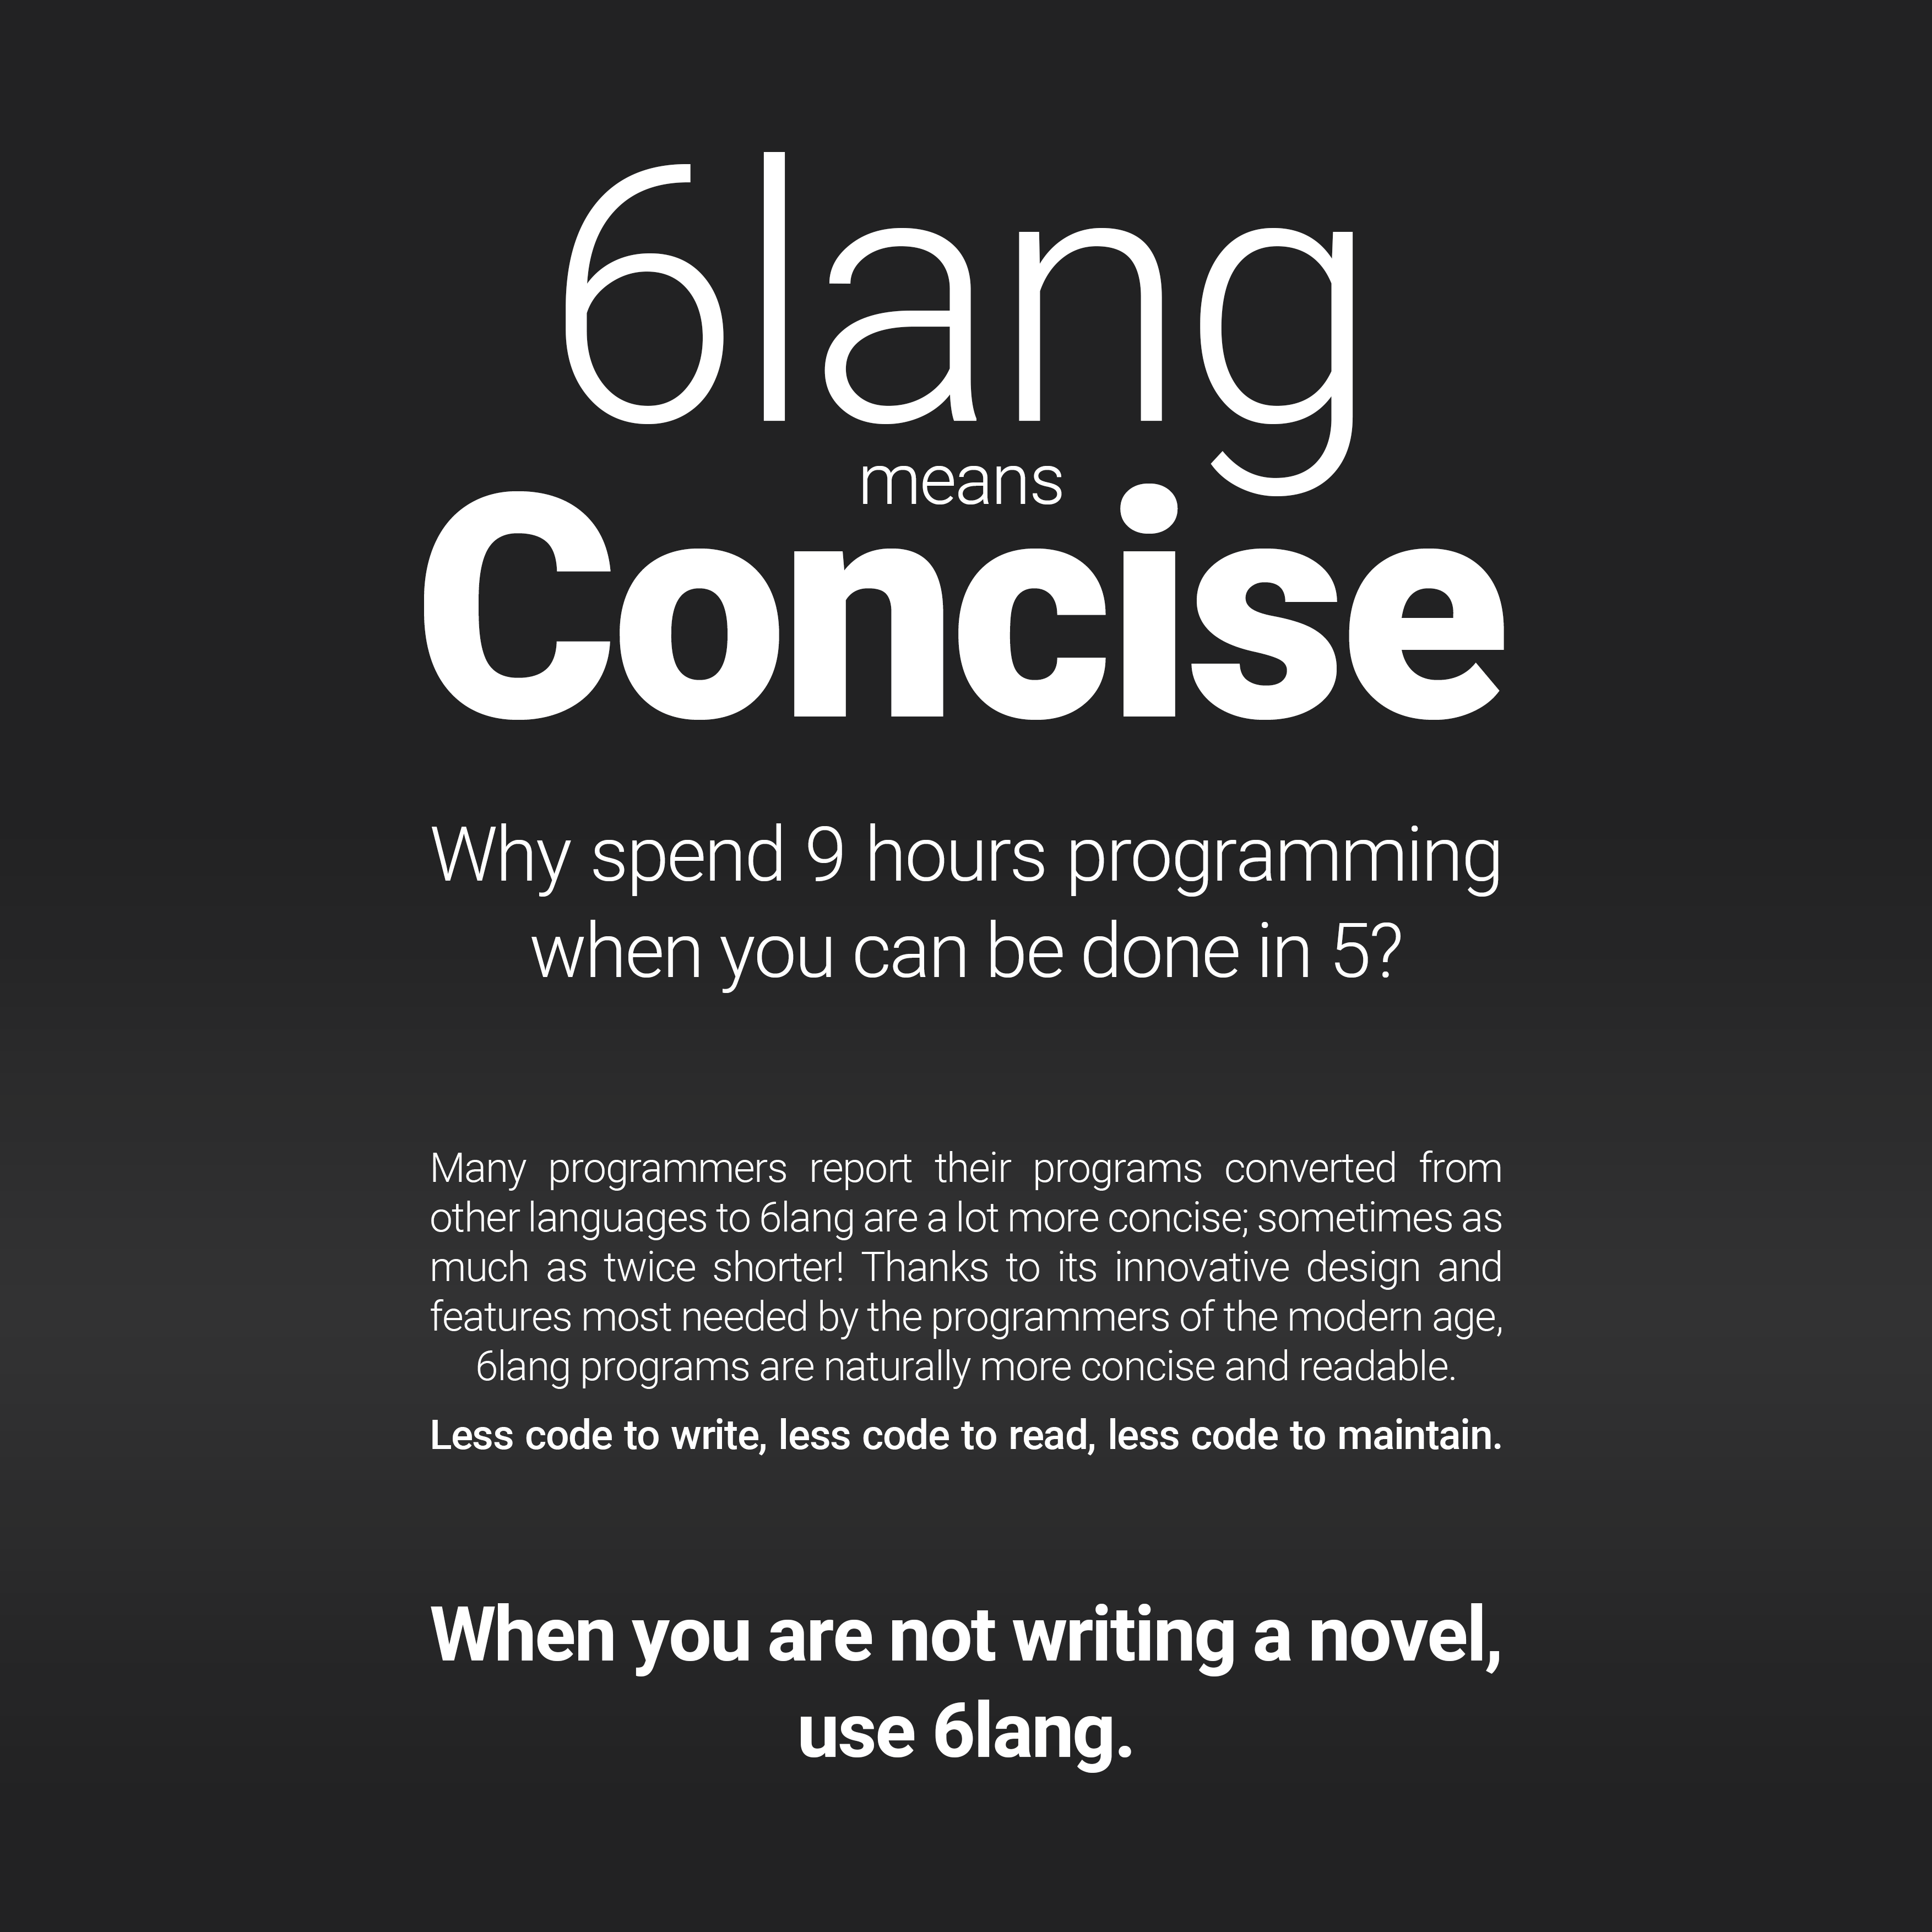 6lang
means
Concise
Why spend 9 hours programming
when you can be done in 5?
Many programmers report their programs converted from
other languages to 6lang are a lot more concise; sometimes as
much as twice shorter! Thanks to its innovative design and
features most needed by the programmers of the modern age,
6lang programs are naturally more concise and readable.
Less code to write, less code to read, less code to maintain.
When you are not writing a novel,
use 6lang.